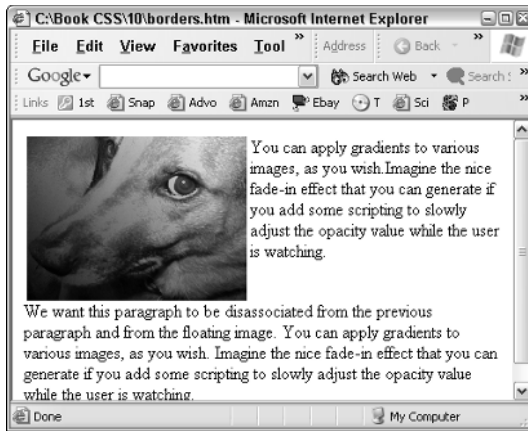 C:\Book CSS\10\borders.htm - Microsoft Internet Explorer
File Edit View Favorites Tool » Address Back »
Google Search Web Search S »
Links 1st Snap Advo Amzn Ebay T Sci P »
You can apply gradients to various
images, as you wish.Imagine the nice
fade-in effect that you can generate if
you add some scripting to slowly
adjust the opacity value while the user
is watching.
We want this paragraph to be disassociated from the previous
paragraph and from the floating image. You can apply gradients to
various images, as you wish. Imagine the nice fade-in effect that you can
generate if you add some scripting to slowly adjust the opacity value
while the user is watching.
Done My Computer